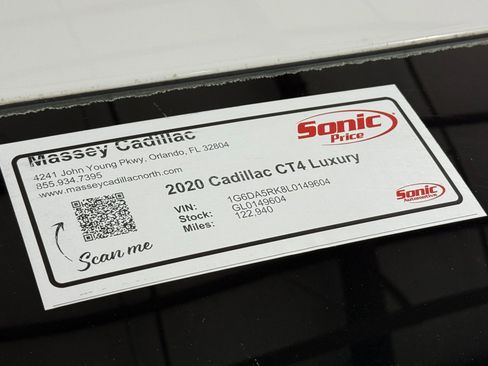 Massey Cadillac
4241 John Young Pkwy, Orlando, FL 32804
855.934.7395
www.masseycadillacnorth.com
Sonic
Price
2020 Cadillac CT4 Luxury
VIN: 1G6DA5RK8L0149604
Stock: GL0149604
Miles: 122,940
Scan me
Sonic
Automotive